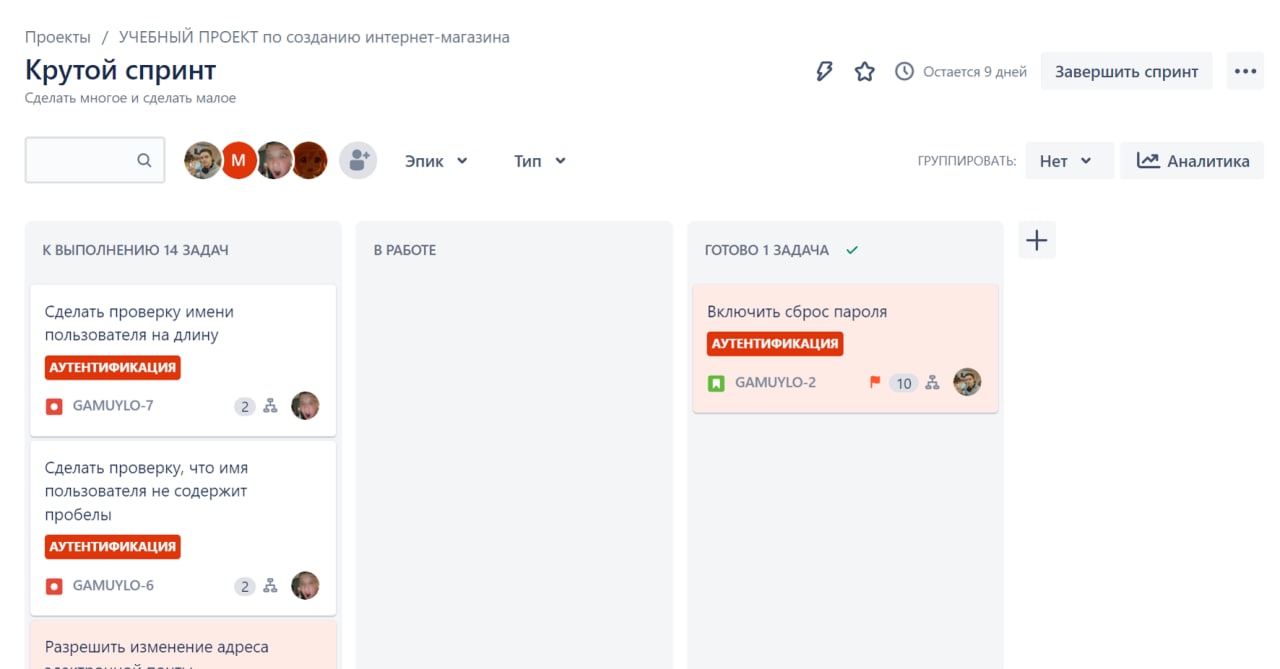 Проекты / УЧЕБНЫЙ ПРОЕКТ по созданию интернет-магазина
Крутой спринт
Остается 9 дней
Завершить спринт
Сделать многое и сделать малое
М
Эпик
Тип
ГРУППИРОВАТЬ:
Нет
Аналитика
К ВЫПОЛНЕНИЮ 14 ЗАДАЧ
Сделать проверку имени
пользователя на длину
АУТЕНТИФИКАЦИЯ
GAMUYLO-7
2
Сделать проверку, что имя
пользователя не содержит
пробелы
АУТЕНТИФИКАЦИЯ
GAMUYLO-6
2
Разрешить изменение адреса
электронной почты
В РАБОТЕ
ГОТОВО 1 ЗАДАЧА
Включить сброс пароля
АУТЕНТИФИКАЦИЯ
GAMUYLO-2
10